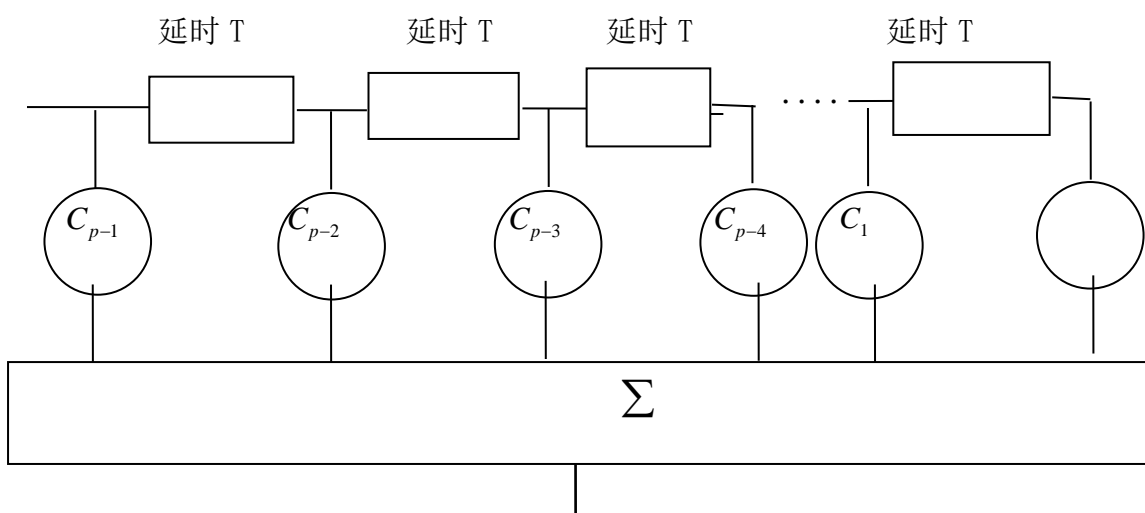 延时 T 延时 T 延时 T 延时 T
....
C_{p-1} C_{p-2} C_{p-3} C_{p-4} C_1
∑